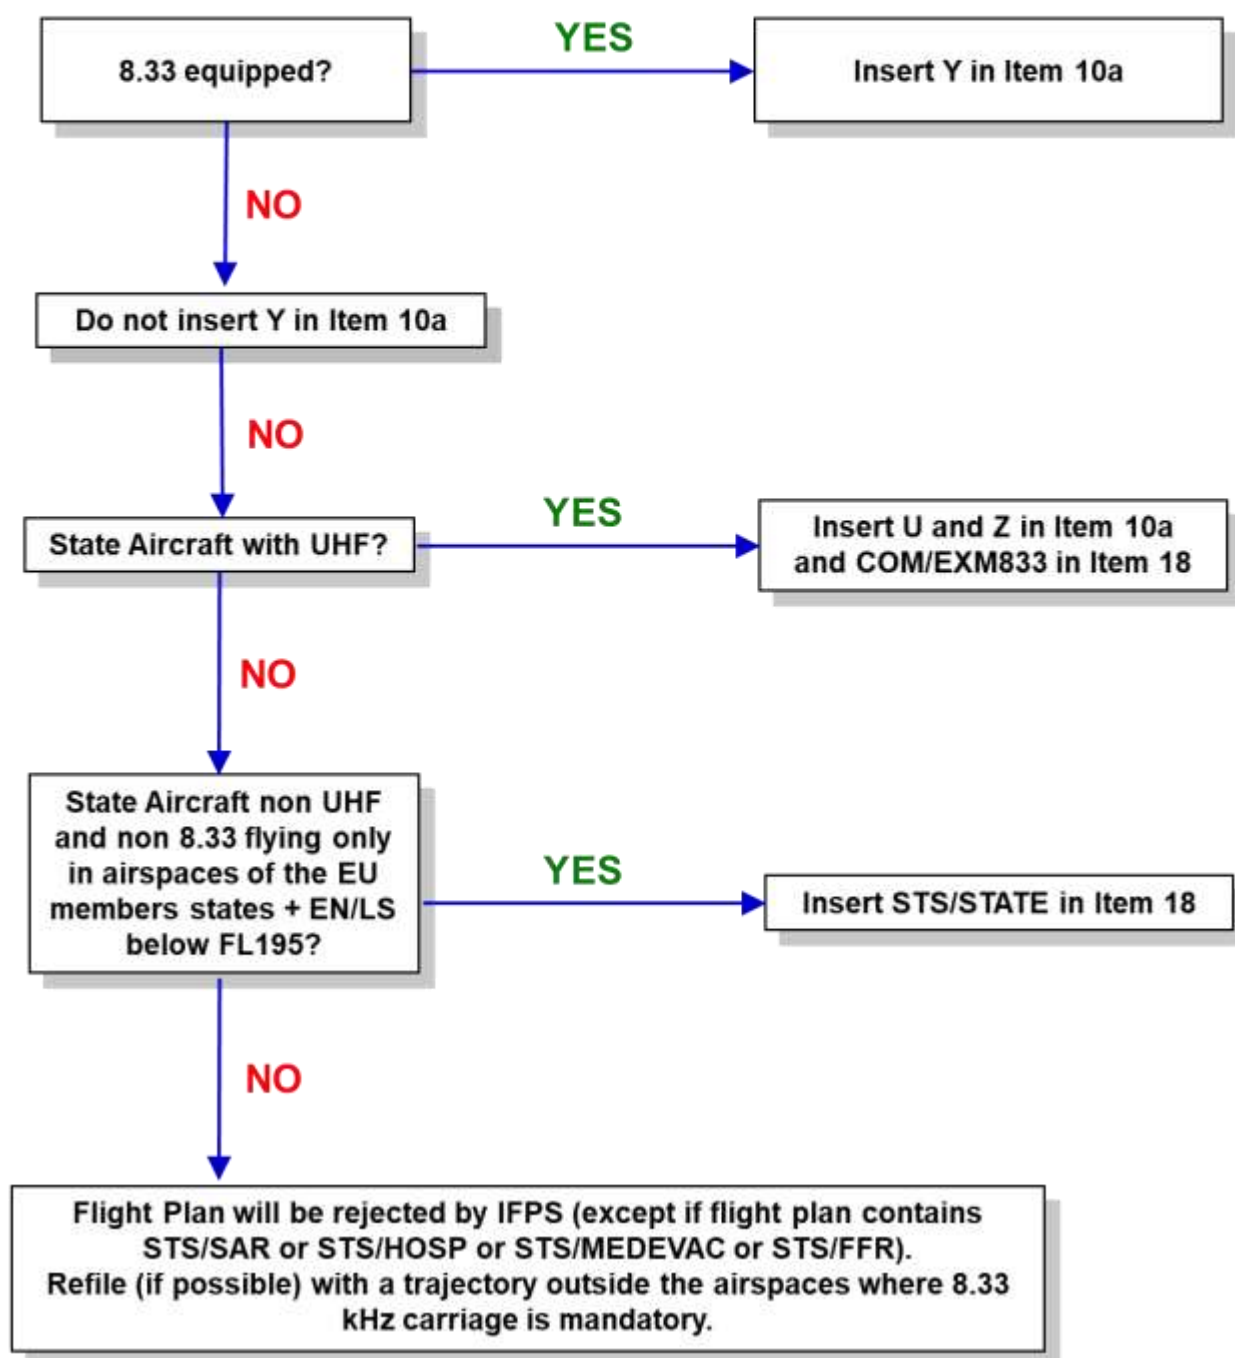 8.33 equipped?
YES
Insert Y in Item 10a
NO
Do not insert Y in Item 10a
NO
State Aircraft with UHF?
YES
Insert U and Z in Item 10a
and COM/EXM833 in Item 18
NO
State Aircraft non UHF
and non 8.33 flying only
in airspaces of the EU
members states + EN/LS
below FL195?
YES
Insert STS/STATE in Item 18
NO
Flight Plan will be rejected by IFPS (except if flight plan contains
STS/SAR or STS/HOSP or STS/MEDEVAC or STS/FFR).
Refile (if possible) with a trajectory outside the airspaces where 8.33
kHz carriage is mandatory.